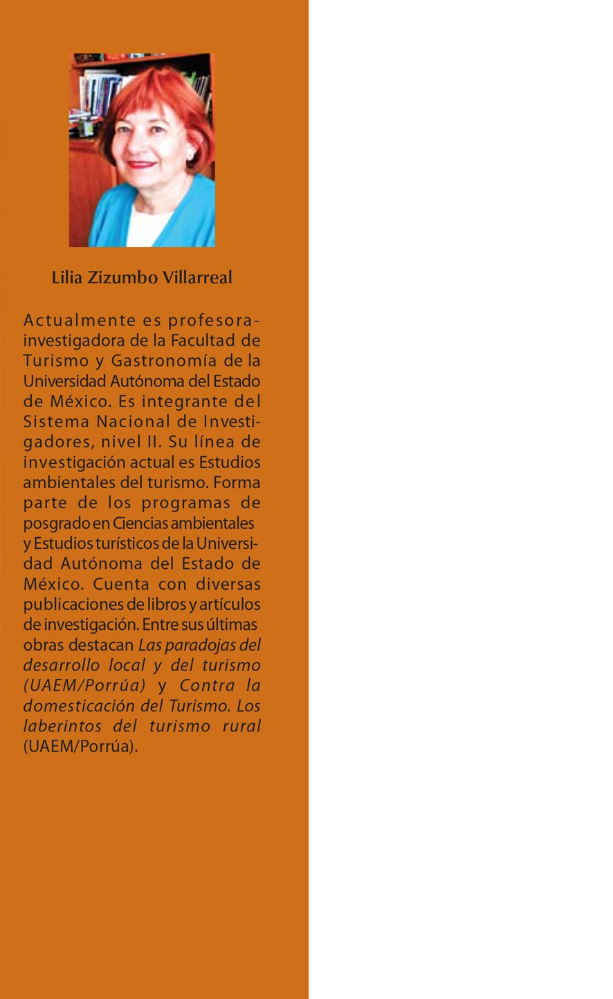 Lilia Zizumbo Villarreal
Actualmente es profesora-
investigadora de la Facultad de
Turismo y Gastronomía de la
Universidad Autónoma del Estado
de México. Es integrante del
Sistema Nacional de Investi-
gadores, nivel II. Su línea de
investigación actual es Estudios
ambientales del turismo. Forma
parte de los programas de
posgrado en Ciencias ambientales
y Estudios turísticos de la Universi-
dad Autónoma del Estado de
México. Cuenta con diversas
publicaciones de libros y artículos
de investigación. Entre sus últimas
obras destacan Las paradojas del
desarrollo local y del turismo
(UAEM/Porrúa) y Contra la
domesticación del Turismo. Los
laberintos del turismo rural
(UAEM/Porrúa).